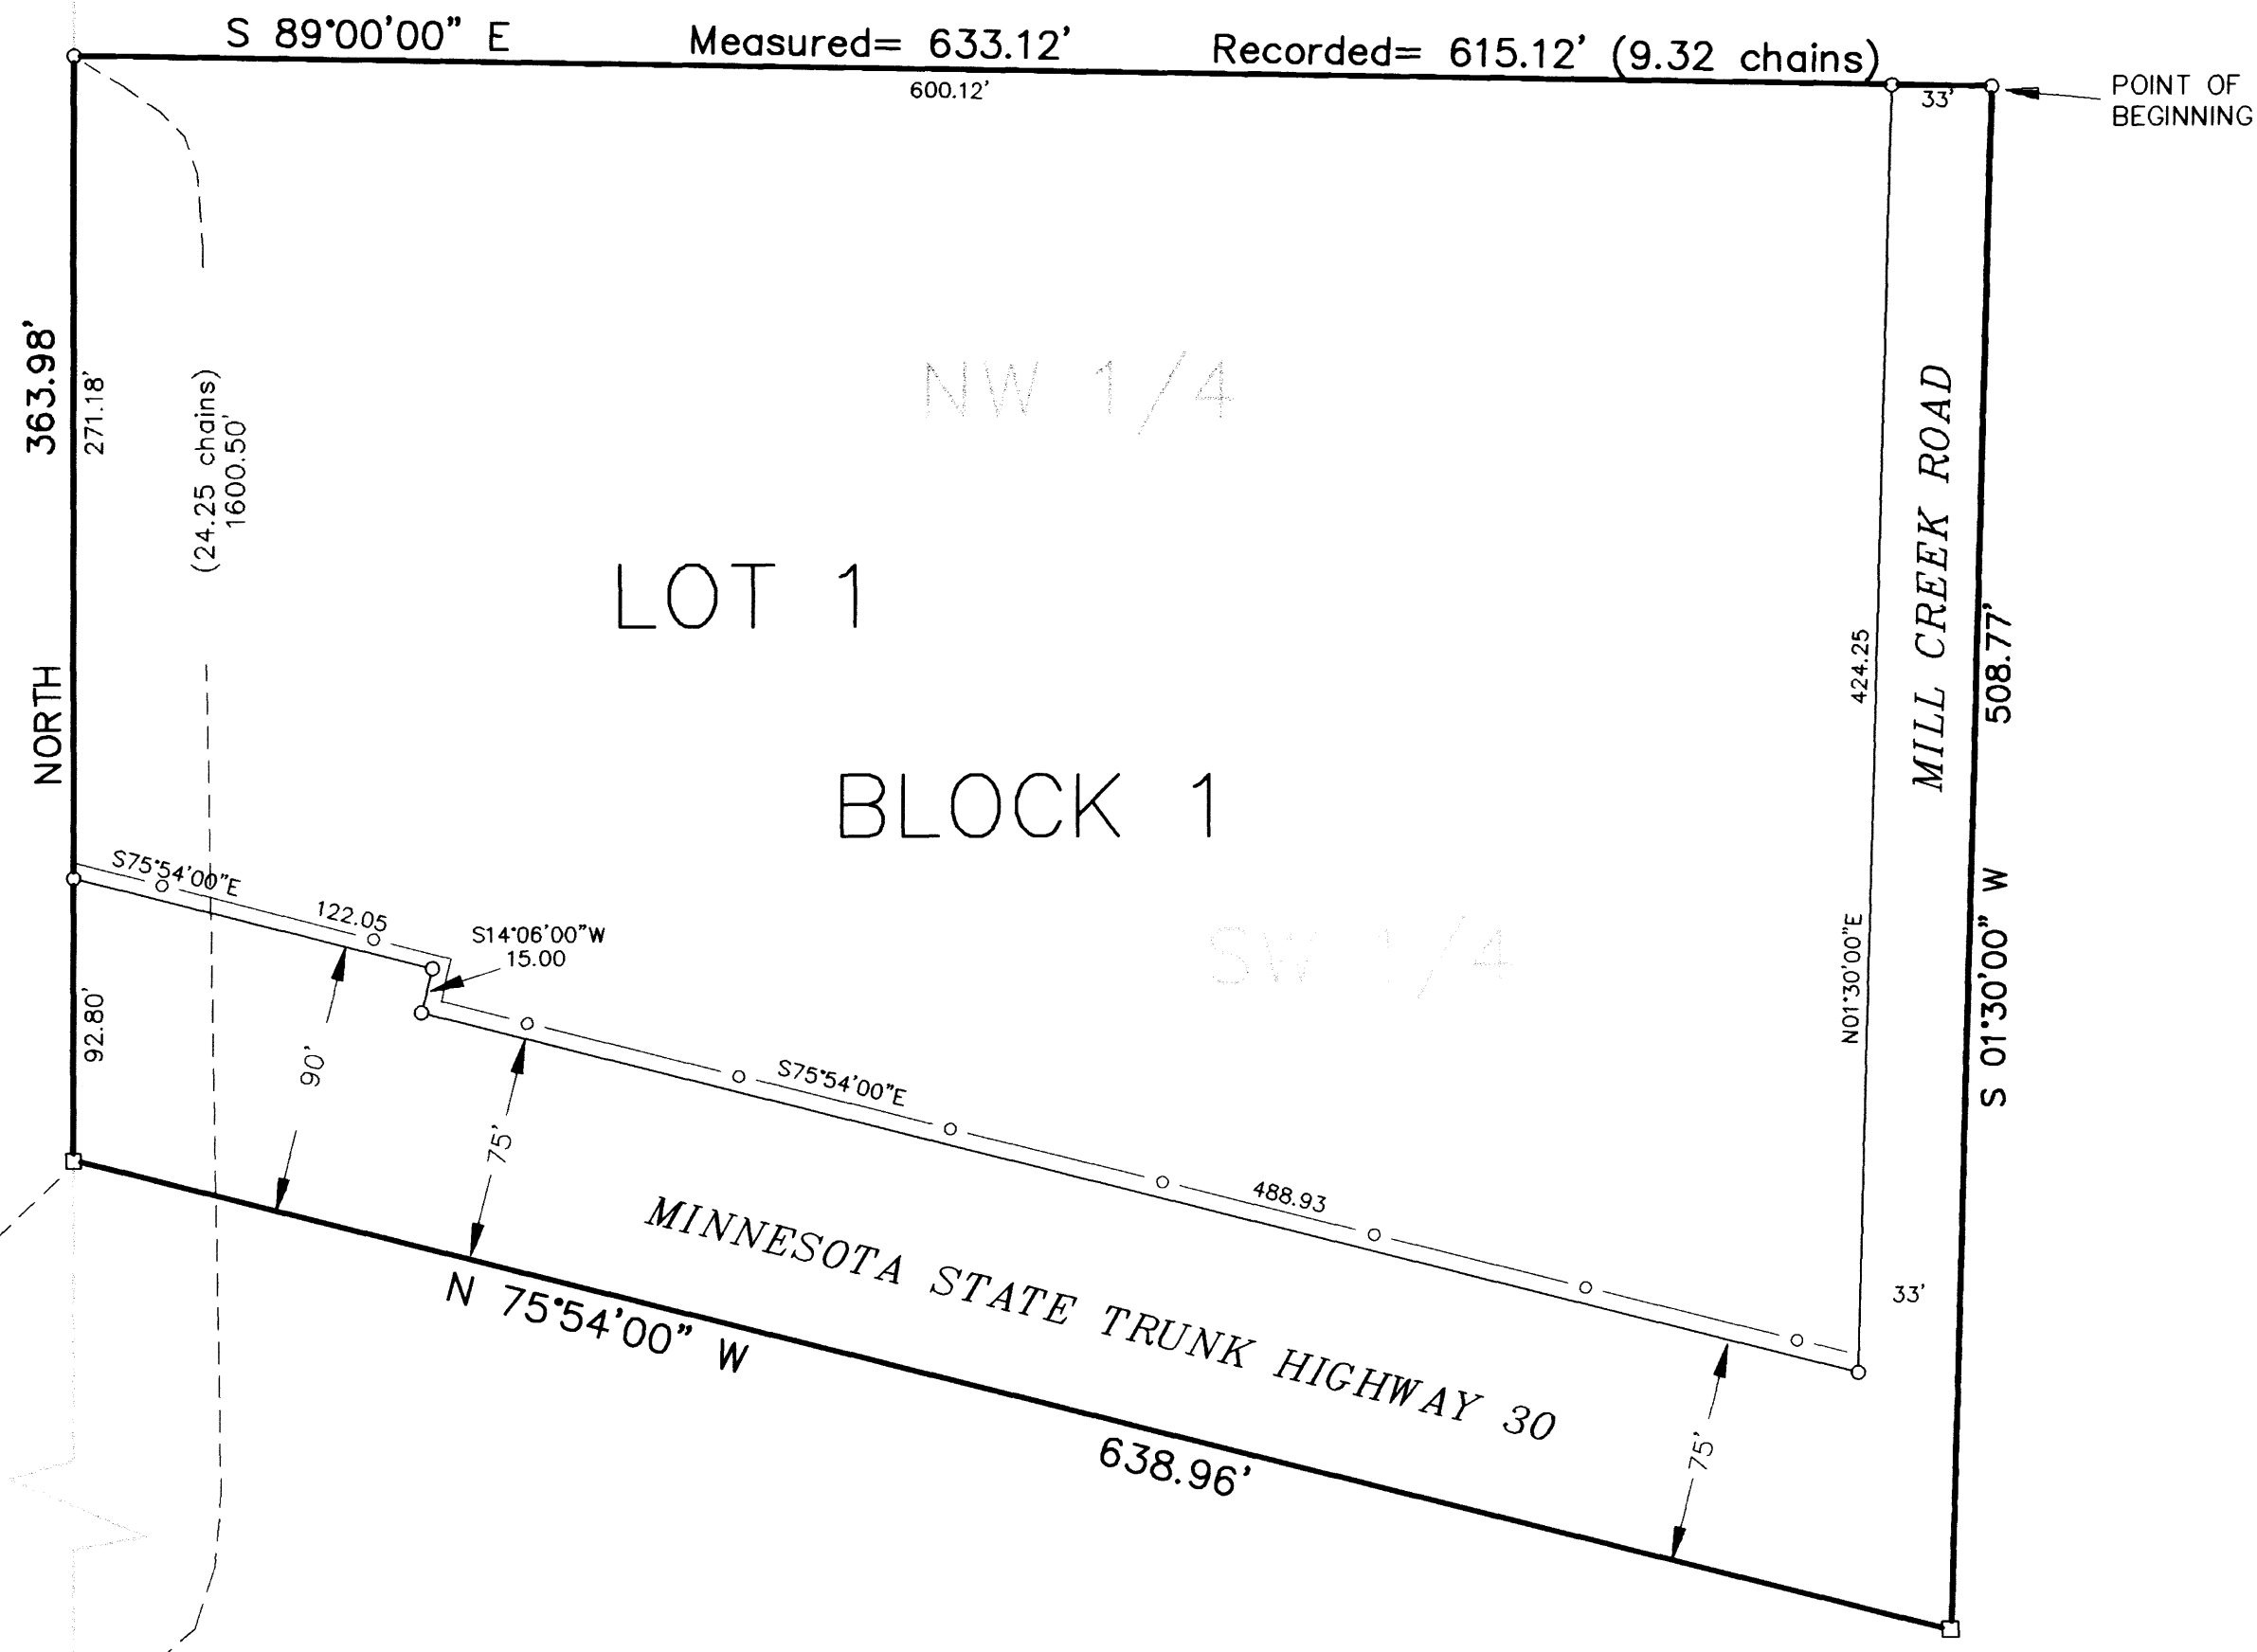 S 89°00'00" E Measured= 633.12' Recorded= 615.12' (9.32 chains)
600.12'
33'
POINT OF
BEGINNING
363.98'
271.18'
(24.25 chains)
1600.50'
NW 1/4
MILL CREEK ROAD
LOT 1
508.77'
424.25
NORTH
BLOCK 1
S75°54'00"E
122.05
S14°06'00"W
15.00
SW 1/4
N01°30'00"E
S 01°30'00" W
92.80'
90'
75'
S75°54'00"E
488.93
33'
MINNESOTA STATE TRUNK HIGHWAY 30
N 75°54'00" W
638.96'
75'